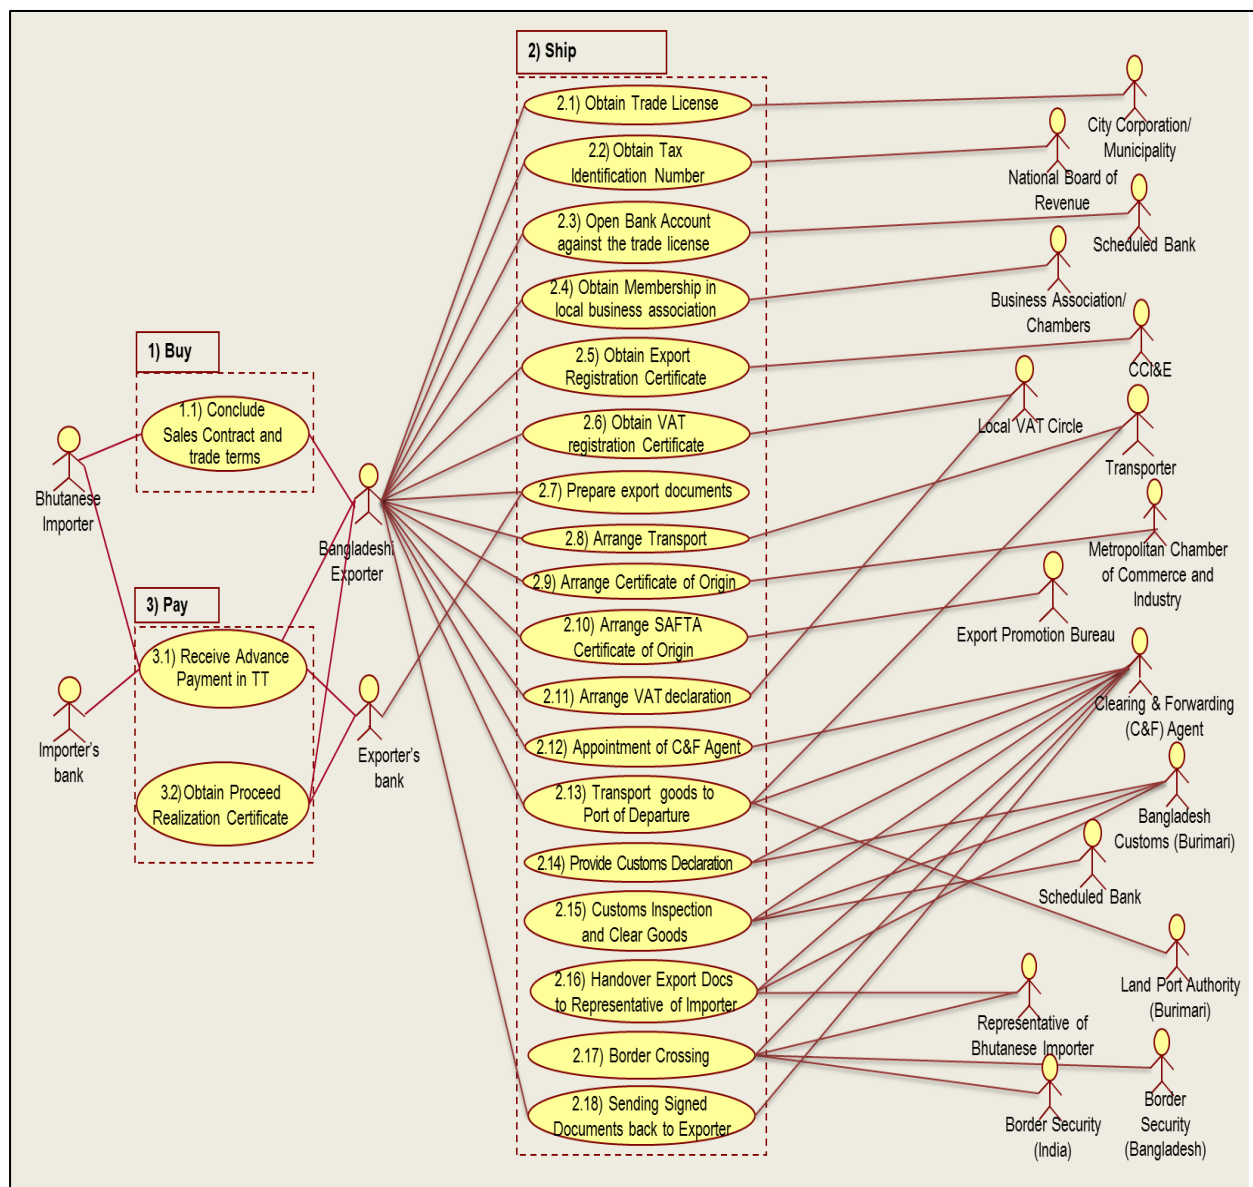 2) Ship
2.1) Obtain Trade License
2.2) Obtain Tax
Identification Number
2.3) Open Bank Account
against the trade license
2.4) Obtain Membership in
local business association
2.5) Obtain Export
Registration Certificate
2.6) Obtain VAT
registration Certificate
2.7) Prepare export documents
2.8) Arrange Transport
2.9) Arrange Certificate of Origin
2.10) Arrange SAFTA
Certificate of Origin
2.11) Arrange VAT declaration
2.12) Appointment of C&F Agent
2.13) Transport goods to
Port of Departure
2.14) Provide Customs Declaration
2.15) Customs Inspection
and Clear Goods
2.16) Handover Export Docs
to Representative of Importer
2.17) Border Crossing
2.18) Sending Signed
Documents back to Exporter
1) Buy
1.1) Conclude
Sales Contract and
trade terms
Bhutanese
Importer
Bangladeshi
Exporter
3) Pay
3.1) Receive Advance
Payment in TT
3.2) Obtain Proceed
Realization Certificate
Importer's
bank
Exporter's
bank
City Corporation/
Municipality
National Board of
Revenue
Scheduled Bank
Business Association/
Chambers
CCI&E
Local VAT Circle
Transporter
Metropolitan Chamber
of Commerce and
Industry
Export Promotion Bureau
Clearing & Forwarding
(C&F) Agent
Bangladesh
Customs (Burimari)
Scheduled Bank
Land Port Authority
(Burimari)
Representative of
Bhutanese Importer
Border Security
(India)
Border
Security
(Bangladesh)